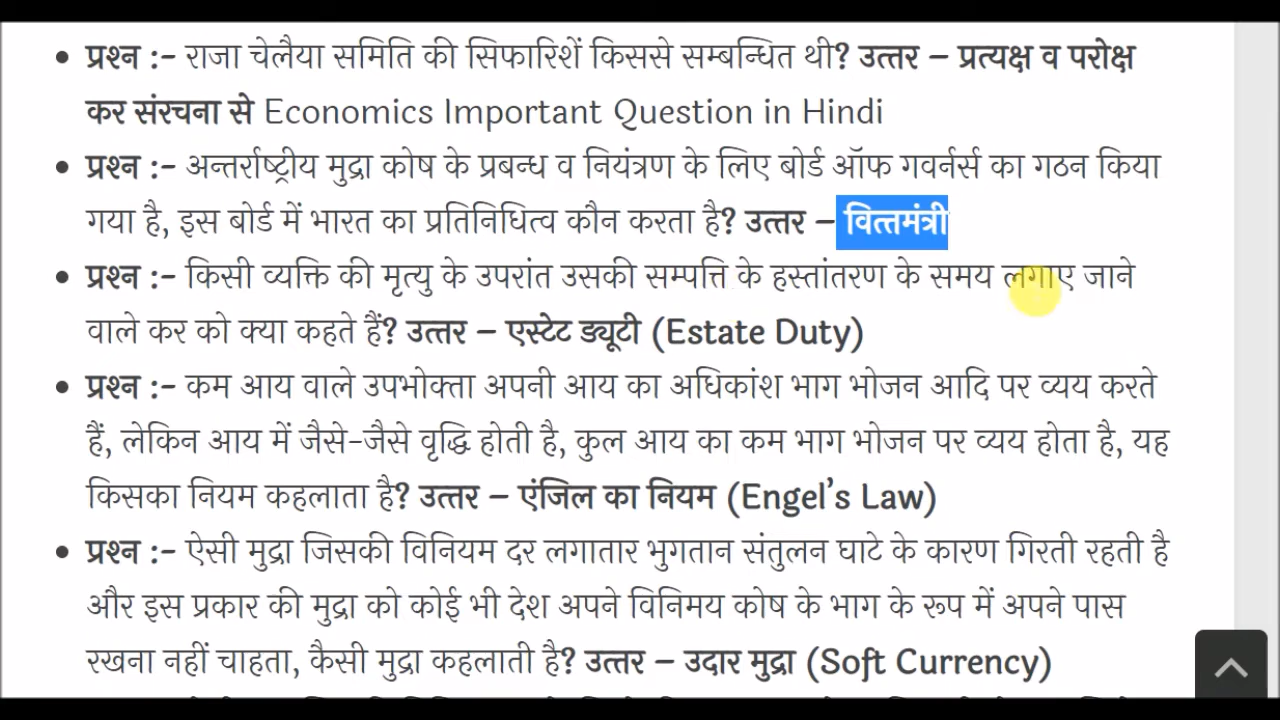 • प्रश्न :- राजा चेलैया समिति की सिफारिशें किससे सम्बन्धित थी? उत्तर – प्रत्यक्ष व परोक्ष
कर संरचना से Economics Important Question in Hindi
• प्रश्न :- अन्तर्राष्ट्रीय मुद्रा कोष के प्रबन्ध व नियंत्रण के लिए बोर्ड ऑफ गवर्नर्स का गठन किया
गया है, इस बोर्ड में भारत का प्रतिनिधित्व कौन करता है? उत्तर – वित्तमंत्री
• प्रश्न :- किसी व्यक्ति की मृत्यु के उपरांत उसकी सम्पत्ति के हस्तांतरण के समय लगाए जाने
वाले कर को क्या कहते हैं? उत्तर – एस्टेट ड्यूटी (Estate Duty)
• प्रश्न :- कम आय वाले उपभोक्ता अपनी आय का अधिकांश भाग भोजन आदि पर व्यय करते
हैं, लेकिन आय में जैसे-जैसे वृद्धि होती है, कुल आय का कम भाग भोजन पर व्यय होता है, यह
किसका नियम कहलाता है? उत्तर – एंजिल का नियम (Engel’s Law)
• प्रश्न :- ऐसी मुद्रा जिसकी विनियम दर लगातार भुगतान संतुलन घाटे के कारण गिरती रहती है
और इस प्रकार की मुद्रा को कोई भी देश अपने विनिमय कोष के भाग के रूप में अपने पास
रखना नहीं चाहता, कैसी मुद्रा कहलाती है? उत्तर – उदार मुद्रा (Soft Currency)